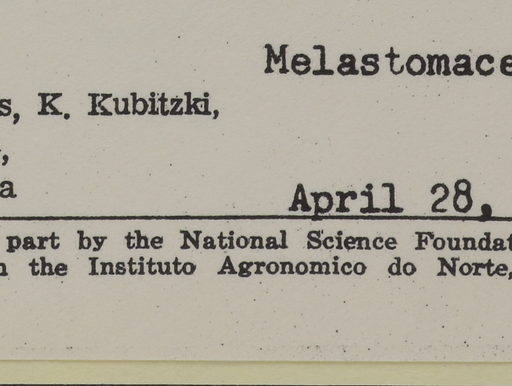 Melastomace
s, K. Kubitzki,
a
April 28,
part by the National Science Foundat
the Instituto Agronomico do Norte,